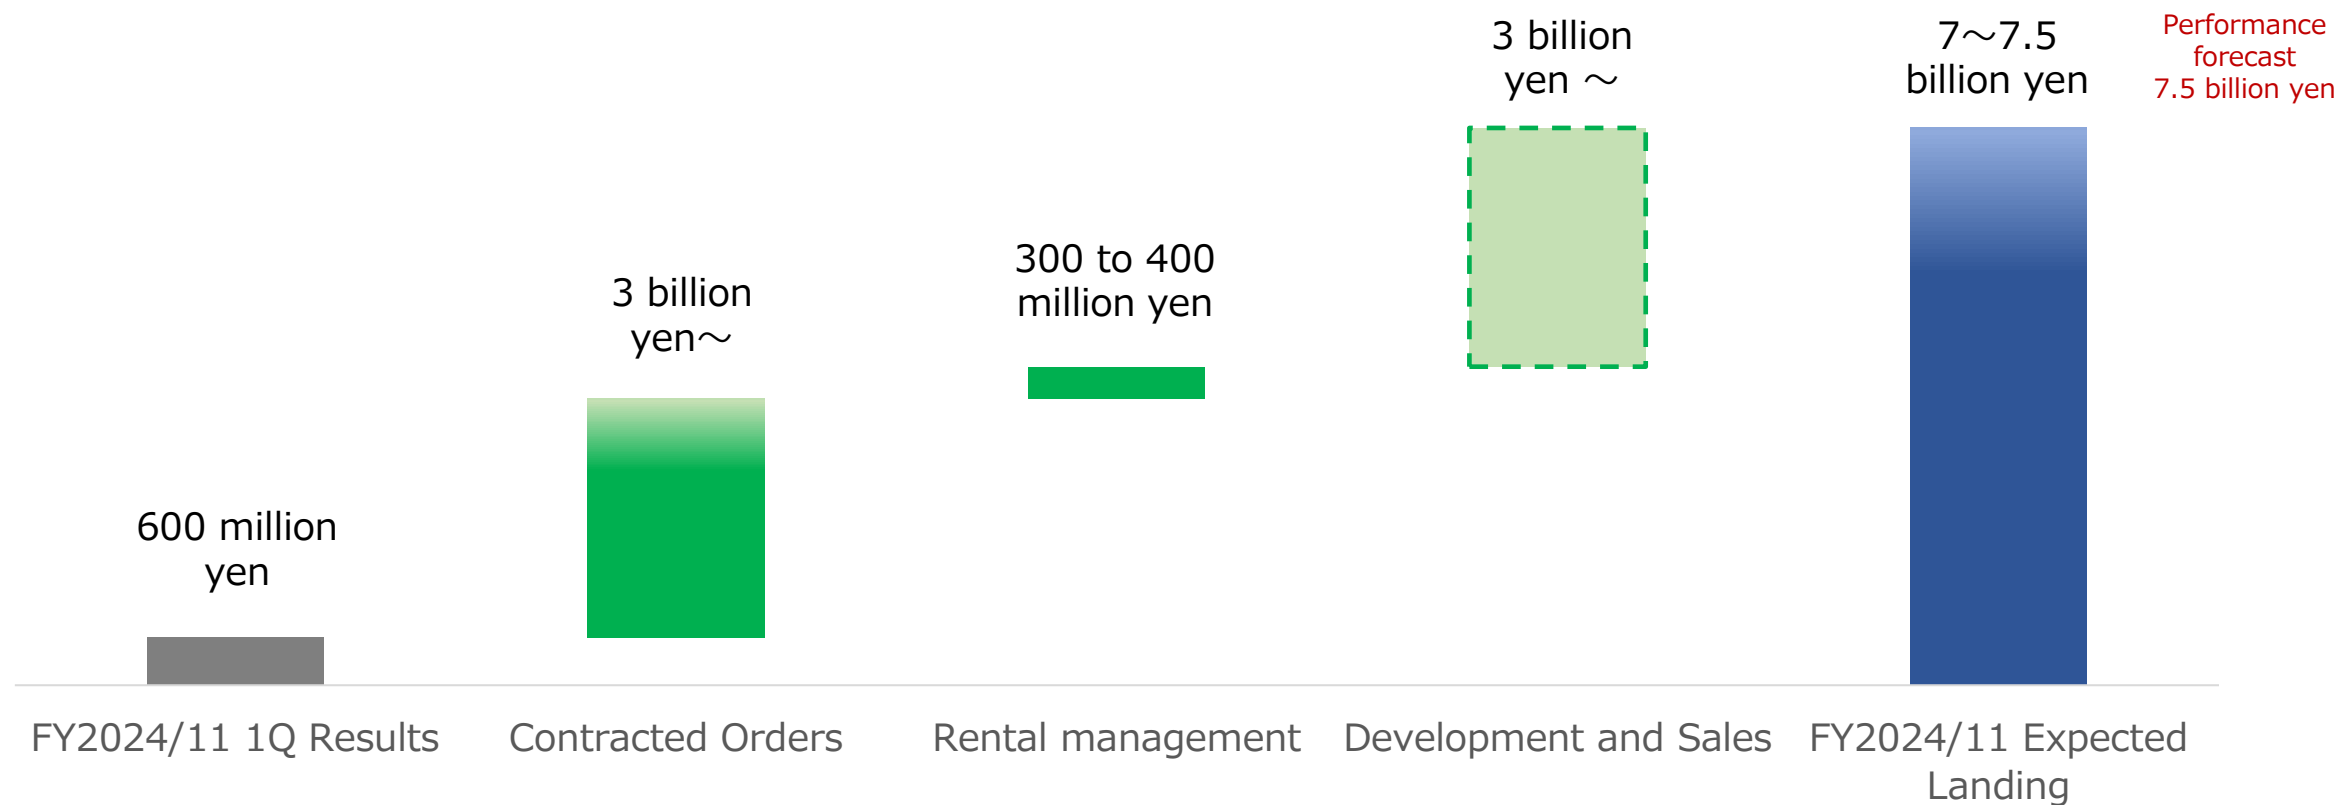 600 million
yen
3 billion
yen～
300 to 400
million yen
3 billion
yen ～
7～7.5
billion yen
Performance
forecast
7.5 billion yen
FY2024/11 1Q Results
Contracted Orders
Rental management
Development and Sales
FY2024/11 Expected
Landing